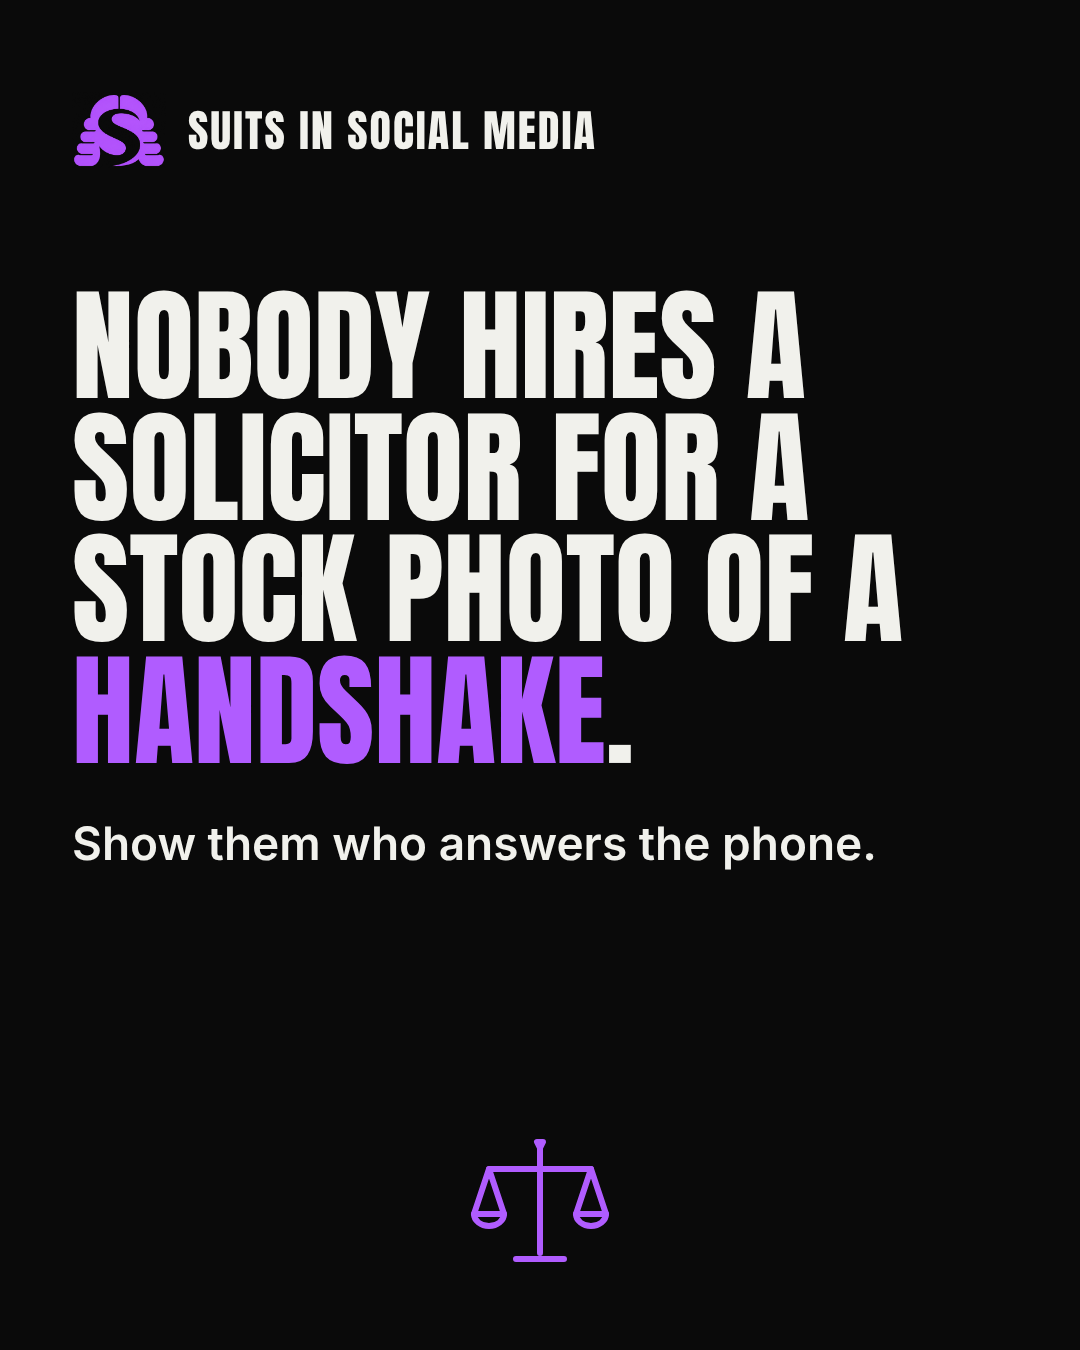 SUITS IN SOCIAL MEDIA
NOBODY HIRES A
SOLICITOR FOR A
STOCK PHOTO OF A
HANDSHAKE.
Show them who answers the phone.